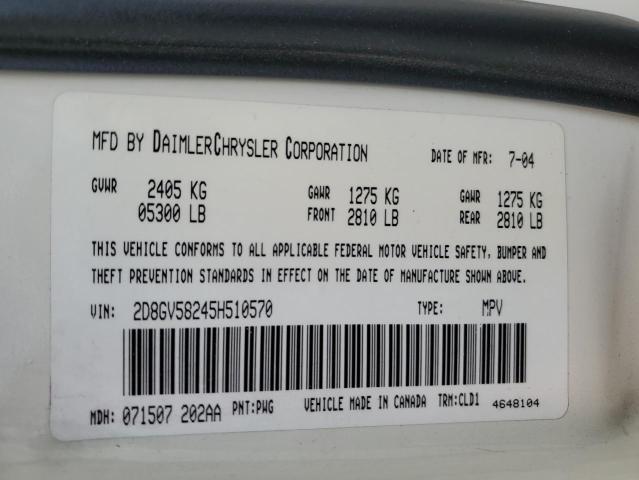 MFD BY DAIMLERCHRYSLER CORPORATION DATE OF MFR: 7-04
GVWR 2405 KG GAWR 1275 KG GAWR 1275 KG
05300 LB FRONT 2810 LB REAR 2810 LB
THIS VEHICLE CONFORMS TO ALL APPLICABLE FEDERAL MOTOR VEHICLE SAFETY, BUMPER AND
THEFT PREVENTION STANDARDS IN EFFECT ON THE DATE OF MANUFACTURE SHOWN ABOVE.
VIN: 2D8GV58245H510570 TYPE: MPV
MDH: 071507 202AA PNT:PWG VEHICLE MADE IN CANADA TRM:CLD1 4648104